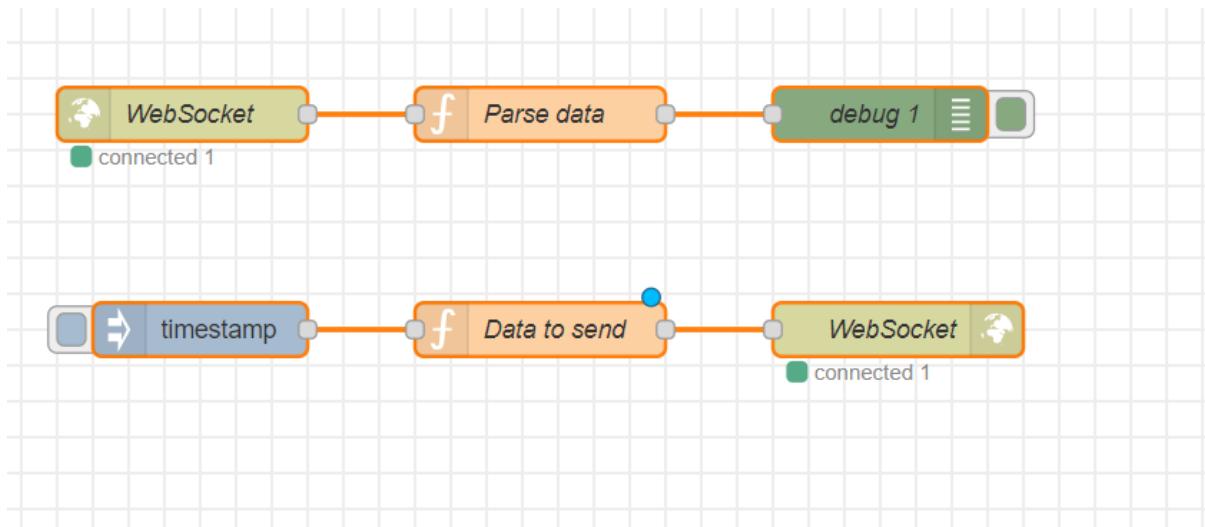 WebSocket
Parse data
debug 1
connected 1
timestamp
Data to send
WebSocket
connected 1